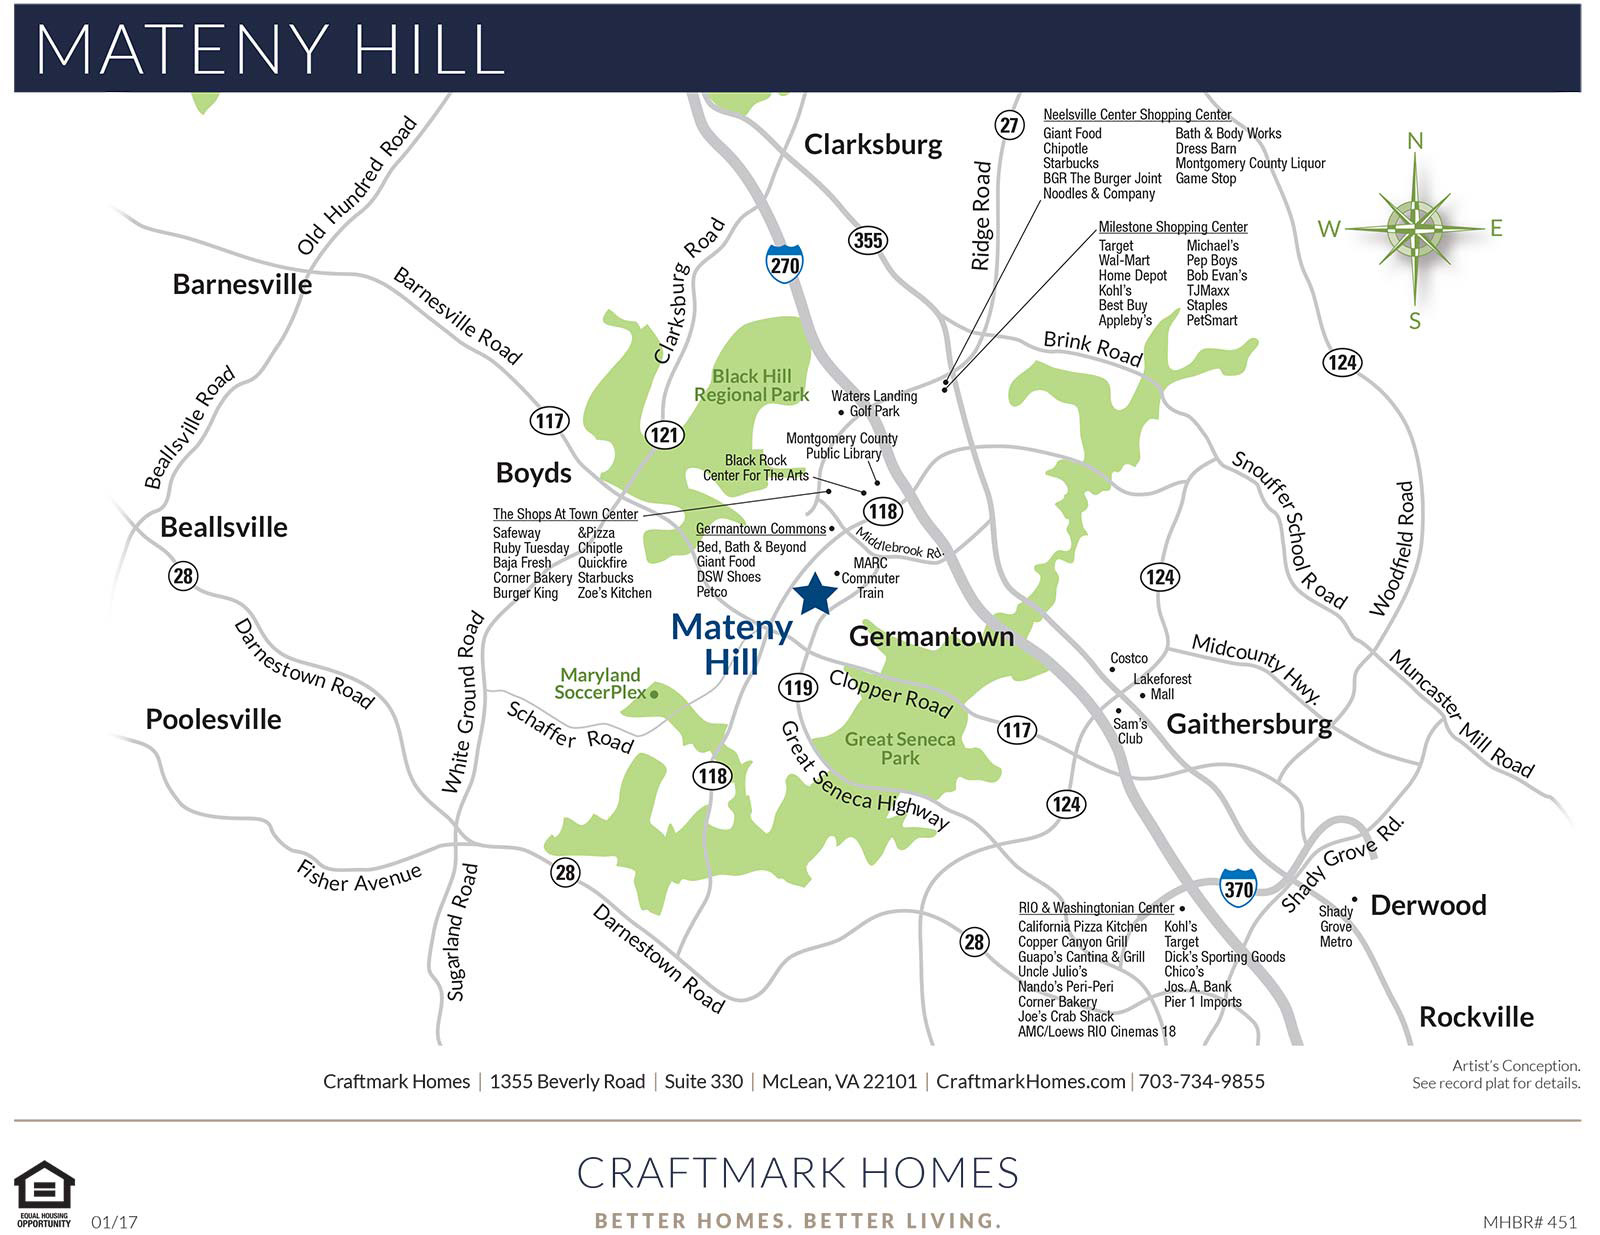 MATENY HILL
Clarksburg
27
Neelsville Center Shopping Center
Giant Food
Chipotle
Starbucks
BGR The Burger Joint
Noodles & Company
Bath & Body Works
Dress Barn
Montgomery County Liquor
Game Stop
N
W
E
S
Milestone Shopping Center
Target
Wal-Mart
Home Depot
Kohl's
Best Buy
Appleby's
Michael's
Pep Boys
Bob Evan's
TJMaxx
Staples
PetSmart
Old Hundred Road
Ridge Road
355
270
Clarksburg Road
Barnesville
Barnesville Road
Brink Road
124
Beallsville Road
Black Hill
Regional Park
Waters Landing
Golf Park
117
121
Montgomery County
Public Library
Black Rock
Center For The Arts
Boyds
118
Snouffer School Road
Woodfield Road
Beallsville
The Shops At Town Center
Safeway
Ruby Tuesday
Baja Fresh
Corner Bakery
Burger King
&Pizza
Chipotle
Quickfire
Starbucks
Zoe's Kitchen
Germantown Commons
Bed, Bath & Beyond
Giant Food
DSW Shoes
Petco
Middlebrook Rd.
MARC
Commuter
Train
28
124
Mateny
Hill
Germantown
Darnestown Road
White Ground Road
Maryland
SoccerPlex
119
Clopper Road
Costco
Lakeforest
Mall
Sam's
Club
Midcounty Hwy.
Muncaster Mill Road
Gaithersburg
Poolesville
Schaffer Road
117
Great Seneca
Park
118
Great Seneca Highway
124
Fisher Avenue
28
Sugarland Road
Darnestown Road
28
370
Shady Grove Rd.
Derwood
Shady
Grove
Metro
RIO & Washingtonian Center
California Pizza Kitchen
Copper Canyon Grill
Guapo's Cantina & Grill
Uncle Julio's
Nando's Peri-Peri
Corner Bakery
Joe's Crab Shack
AMC/Loews RIO Cinemas 18
Kohl's
Target
Dick's Sporting Goods
Chico's
Jos. A. Bank
Pier 1 Imports
Rockville
Craftmark Homes | 1355 Beverly Road | Suite 330 | McLean, VA 22101 | CraftmarkHomes.com | 703-734-9855
Artist's Conception.
See record plat for details.
CRAFTMARK HOMES
BETTER HOMES. BETTER LIVING.
EQUAL HOUSING
OPPORTUNITY
01/17
MHBR# 451